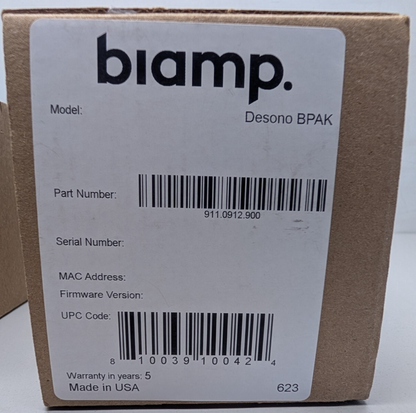 bıamp.
Model: Desono BPAK
Part Number:
911.0912.900
Serial Number:
MAC Address:
Firmware Version:
UPC Code:
8 10039 10042 4
Warranty in years: 5
Made in USA 623